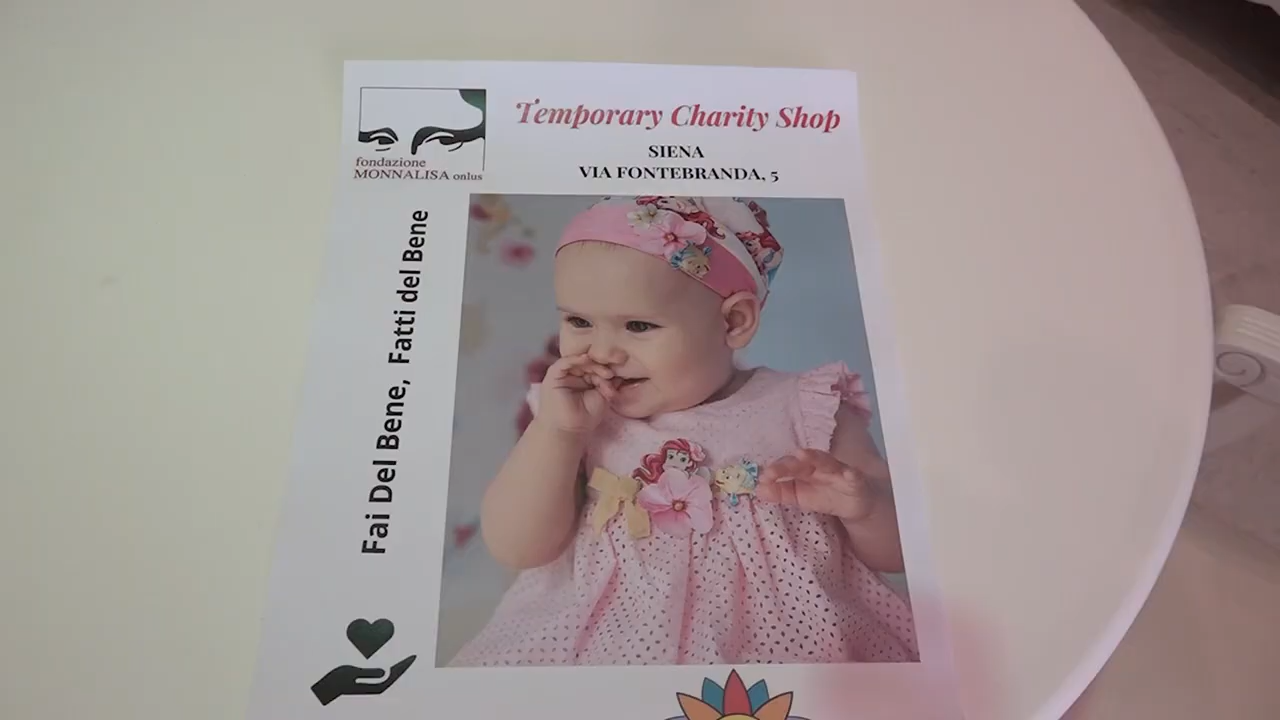 Temporary Charity Shop
SIENA
VIA FONTEBRANDA, 5
fondazione
MONNALISA onlus
Fai Del Bene, Fatti del Bene